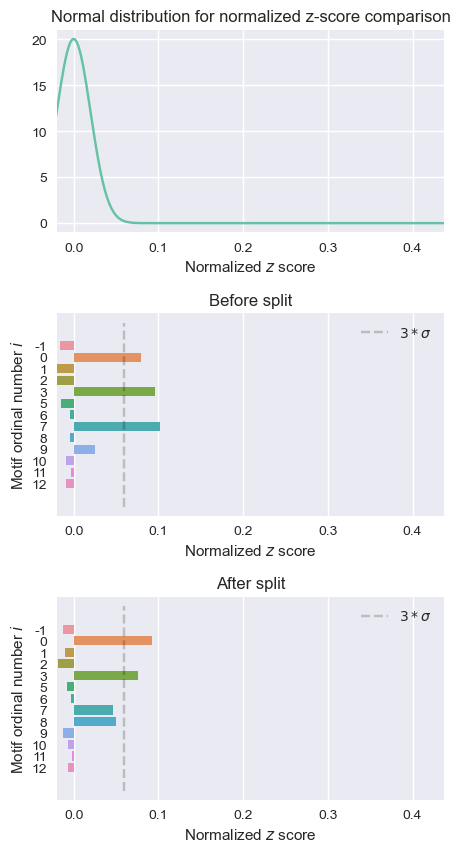 Normal distribution for normalized z-score comparison
20
15
10
5
0
0.0 0.1 0.2 0.3 0.4
Normalized z score
Before split
3 * σ
Motif ordinal number i
-1
0
1
2
3
5
6
7
8
9
10
11
12
0.0 0.1 0.2 0.3 0.4
Normalized z score
After split
3 * σ
Motif ordinal number i
-1
0
1
2
3
5
6
7
8
9
10
11
12
0.0 0.1 0.2 0.3 0.4
Normalized z score